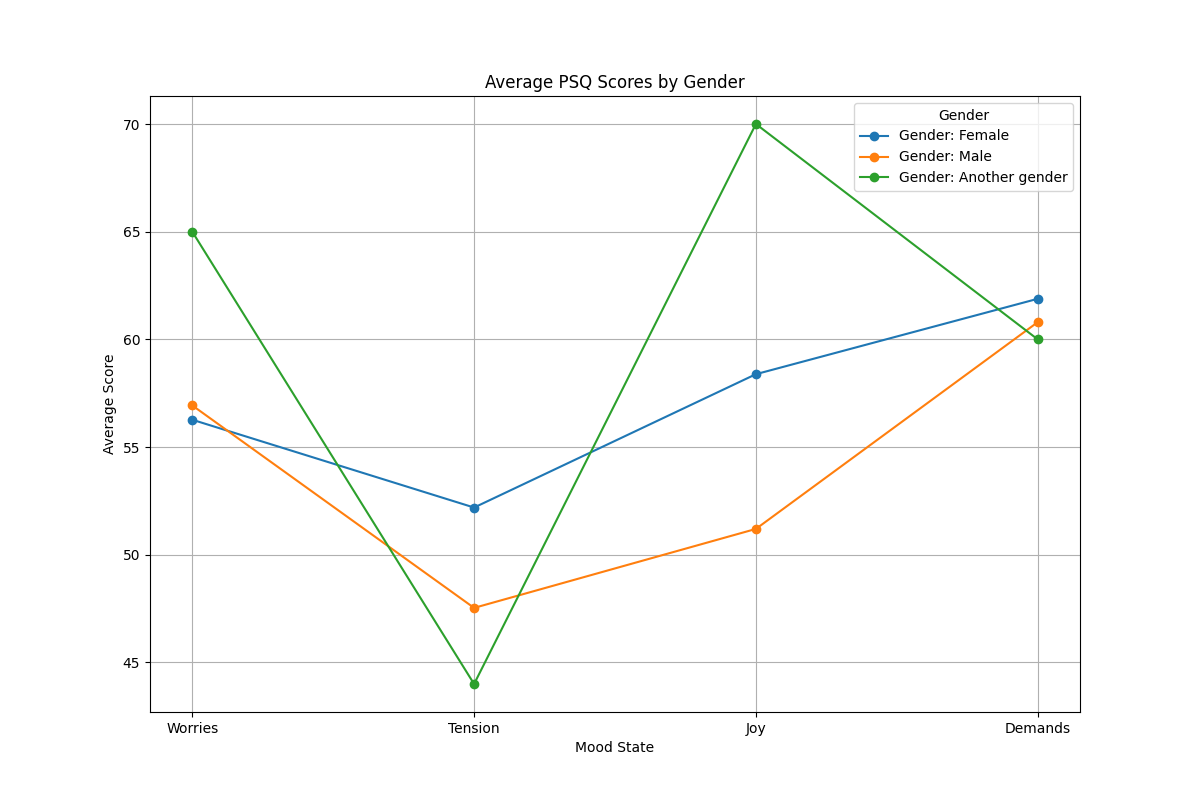 Average PSQ Scores by Gender
Gender
Gender: Female
Gender: Male
Gender: Another gender
70
65
60
55
50
45
Average Score
Worries Tension Joy Demands
Mood State